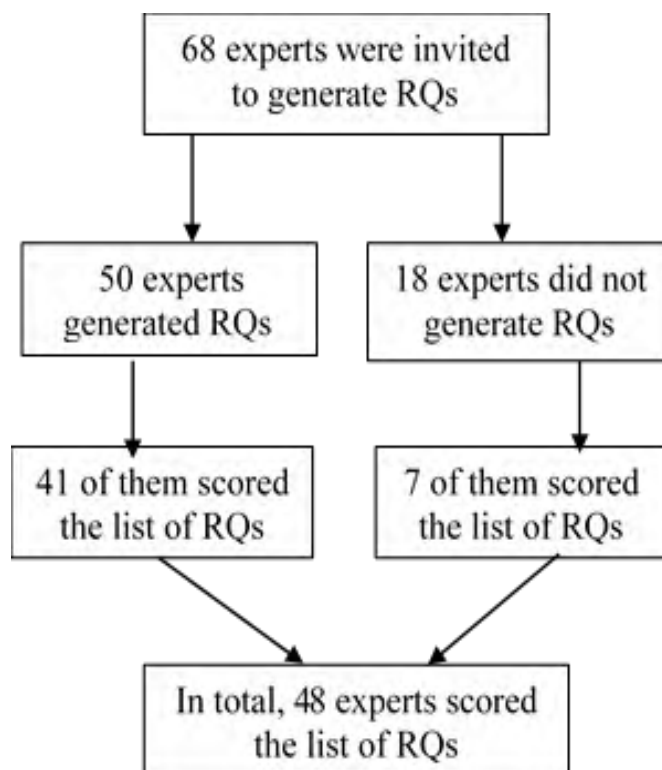 68 experts were invited
to generate RQs
50 experts
generated RQs
18 experts did not
generate RQs
41 of them scored
the list of RQs
7 of them scored
the list of RQs
In total, 48 experts scored
the list of RQs